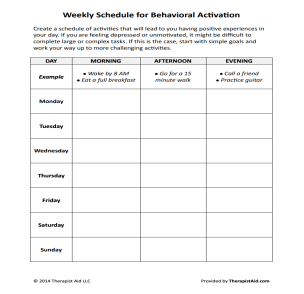 Weekly Schedule for Behavioral Activation
Create a schedule of activities that will lead to you having positive experiences in
your day. If you are feeling depressed or unmotivated, it might be difficult to
complete large or complex tasks. If this is the case, start with simple goals and
work your way up to more challenging activities.
DAY MORNING AFTERNOON EVENING
Example
• Wake by 8 AM
• Eat a full breakfast
• Go for a 15
minute walk
• Call a friend
• Practice guitar
Monday
Tuesday
Wednesday
Thursday
Friday
Saturday
Sunday
© 2014 Therapist Aid LLC Provided by TherapistAid.com